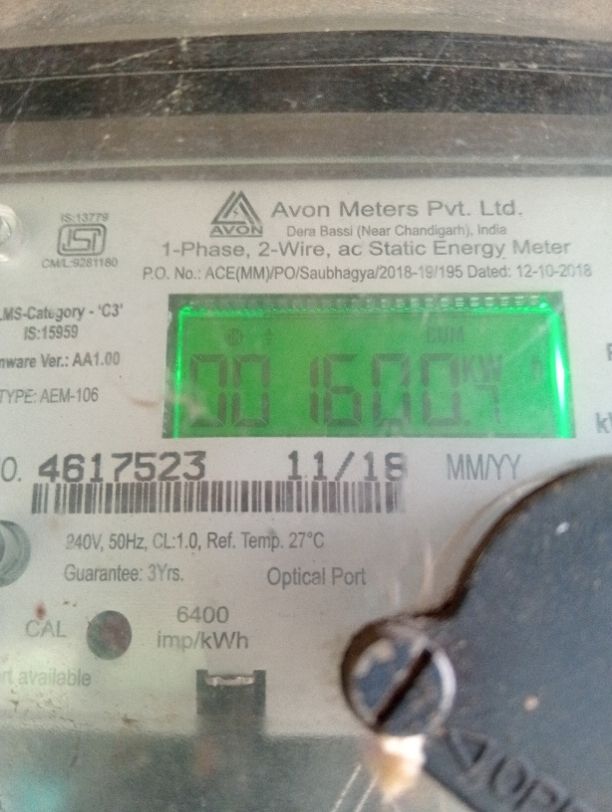 IS:13779
ISI
CM/L:9281180
AVON
Avon Meters Pvt. Ltd.
Dera Bassi (Near Chandigarh), India
1-Phase, 2-Wire, ac Static Energy Meter
P.O. No.: ACE(MM)/PO/Saubhagya/2018-19/195 Dated: 12-10-2018
LMS-Category - 'C3'
IS:15959
mware Ver.: AA1.00
TYPE: AEM-106
CUM
001600.7 KW h
O. 4617523 11/18 MM/YY
240V, 50Hz, CL:1.0, Ref. Temp. 27°C
Guarantee: 3Yrs. Optical Port
CAL
6400
imp/kWh
rt available